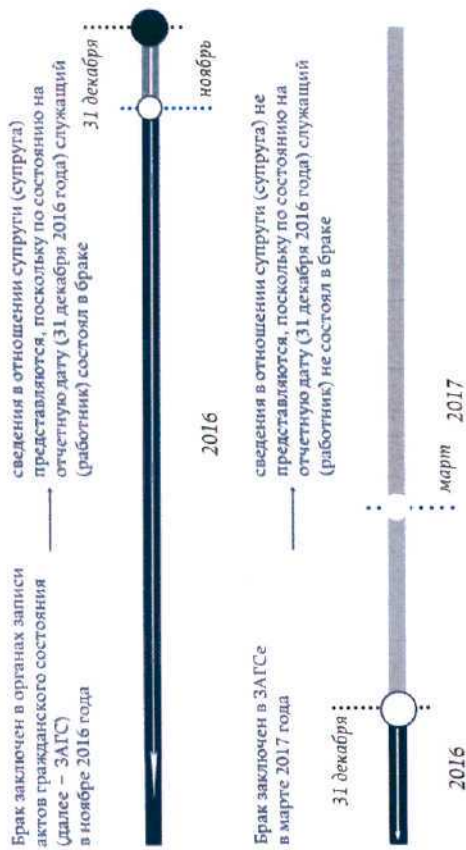 Брак заключен в органах записи
актов гражданского состояния
(далее – ЗАГС)
в ноябре 2016 года
сведения в отношении супруги (супруга)
представляются, поскольку по состоянию на
отчетную дату (31 декабря 2016 года) служащий
(работник) состоял в браке
31 декабря
ноябрь
2016
Брак заключен в ЗАГСе
в марте 2017 года
сведения в отношении супруги (супруга) не
представляются, поскольку по состоянию на
отчетную дату (31 декабря 2016 года) служащий
(работник) не состоял в браке
31 декабря
март
2016
2017